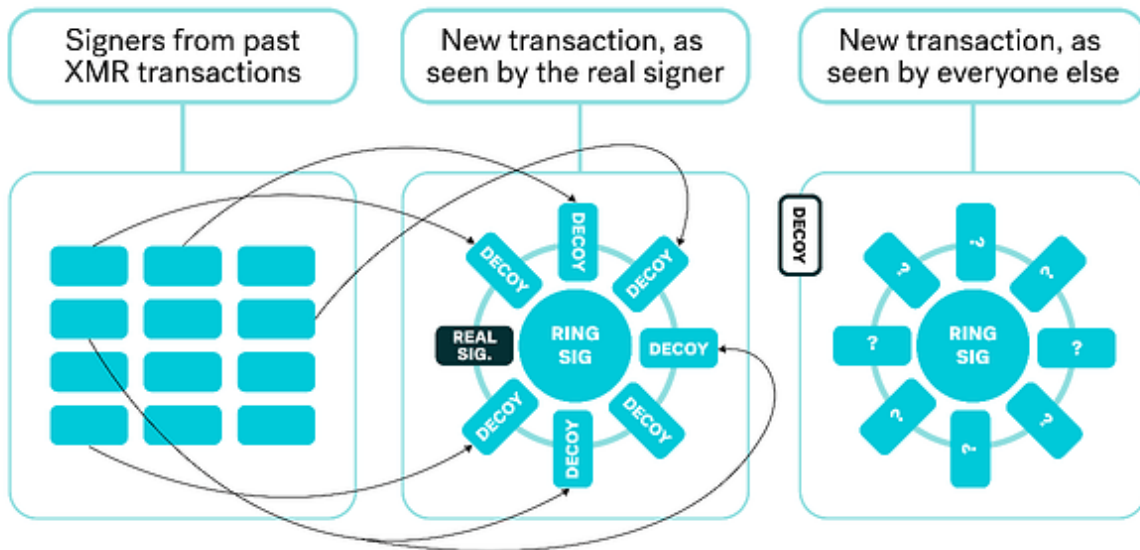 Signers from past
XMR transactions
New transaction, as
seen by the real signer
New transaction, as
seen by everyone else
DECOY
DECOY
DECOY
REAL
SIG.
RING
SIG
DECOY
DECOY
DECOY
DECOY
DECOY
?
?
?
?
RING
SIG
?
?
?
?